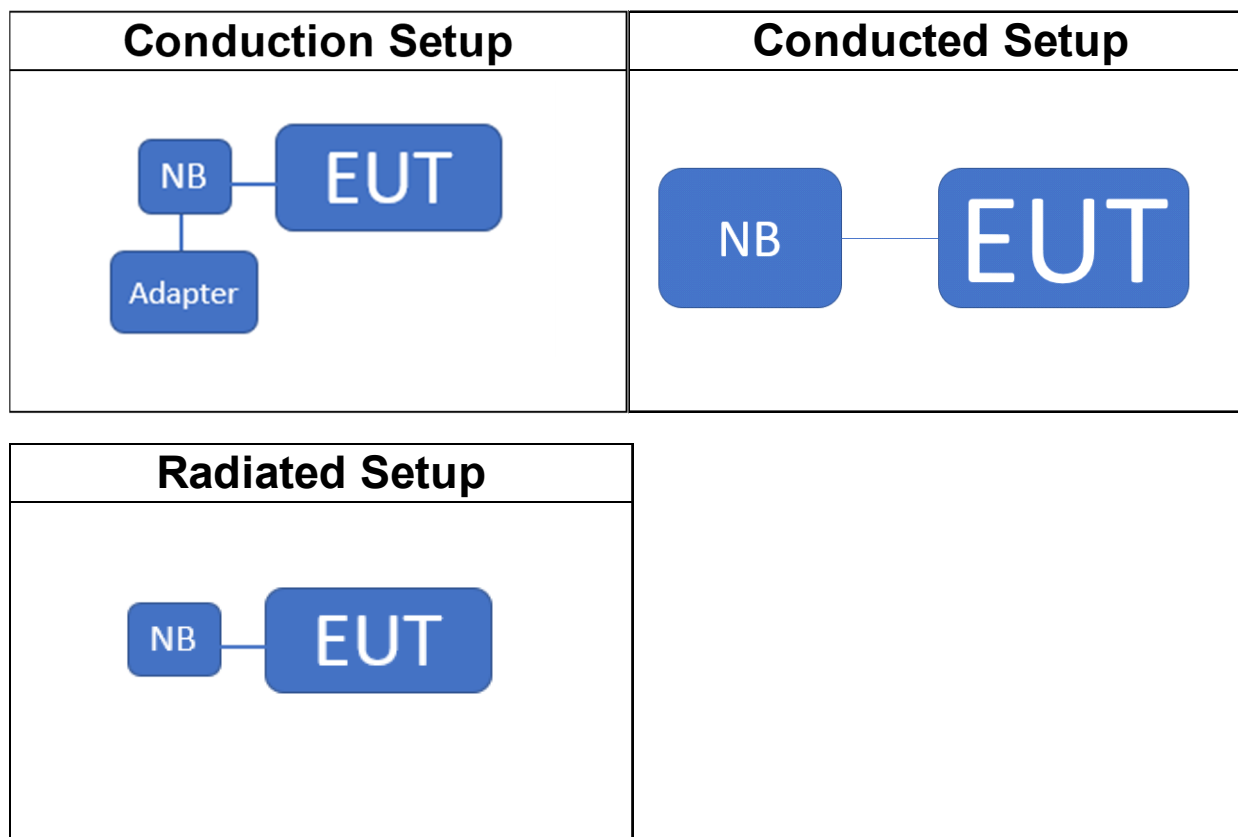 Conduction Setup
NB
EUT
Adapter
Conducted Setup
NB
EUT
Radiated Setup
NB
EUT